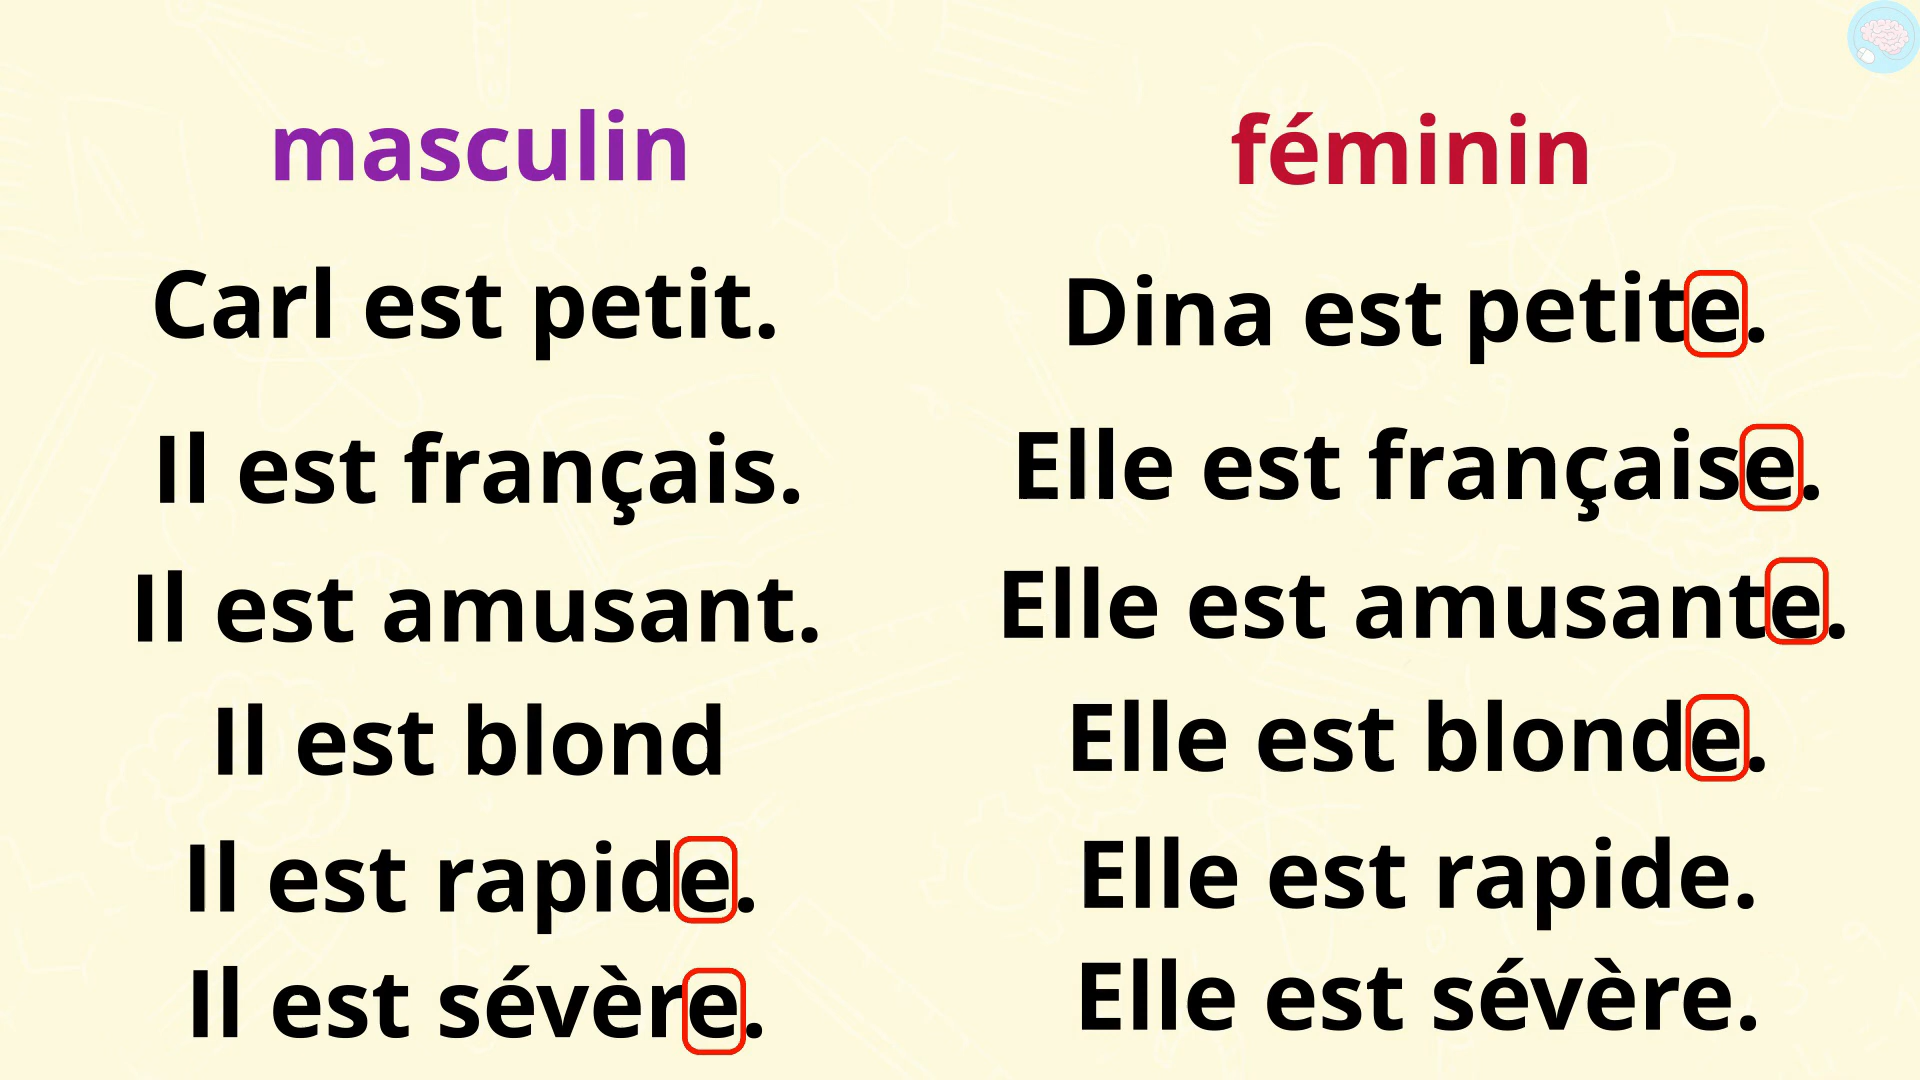 masculin
féminin
Carl est petit.
Dina est petite.
Il est français.
Elle est française.
Il est amusant.
Elle est amusante.
Il est blond
Elle est blonde.
Il est rapide.
Elle est rapide.
Il est sévère.
Elle est sévère.